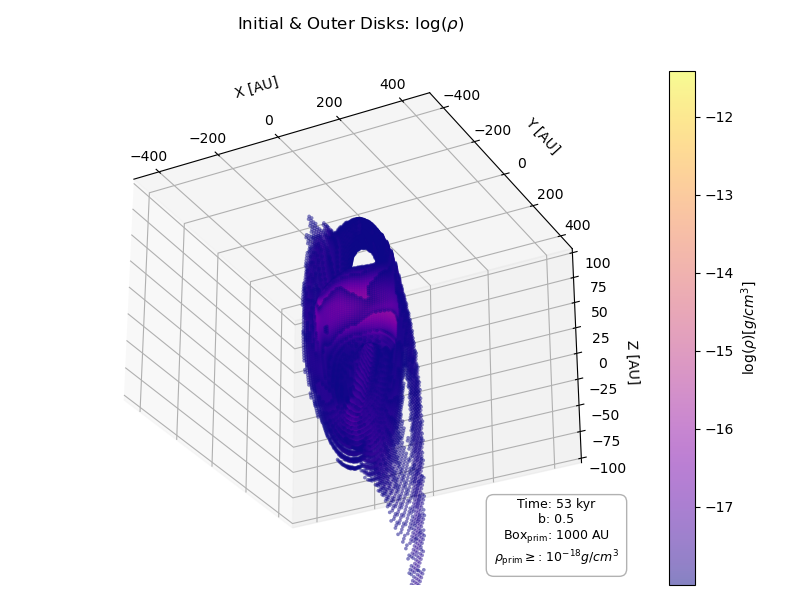 Initial & Outer Disks: log(ρ)
X [AU]
−400
−200
0
200
400
Y [AU]
−400
−200
0
200
400
Z [AU]
100
75
50
25
0
−25
−50
−75
−100
log(ρ)[g/cm³]
−12
−13
−14
−15
−16
−17
Time: 53 kyr
b: 0.5
Box_prim: 1000 AU
ρ_prim ≥: 10⁻¹⁸g/cm³